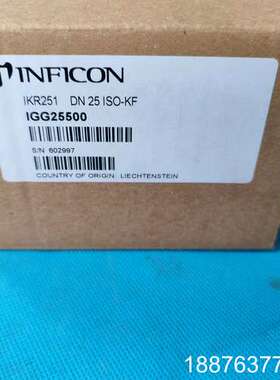 INFICON
IKR251 DN 25 ISO-KF
IGG25500
S/N 602997
COUNTRY OF ORIGIN: LIECHTENSTEIN
18876377